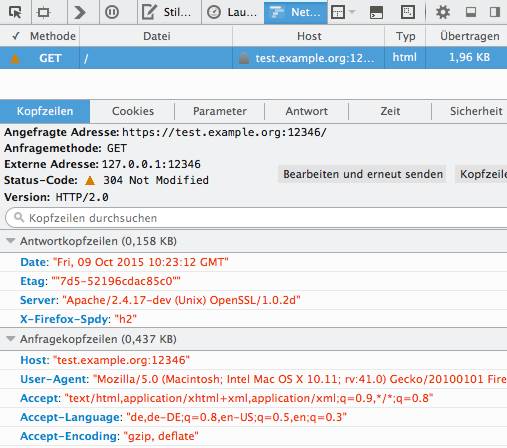 Stil… Lau… Net…
✓ Methode Datei Host Typ Übertragen
GET / test.example.org:12… html 1,96 KB
Kopfzeilen Cookies Parameter Antwort Zeit Sicherheit
Angefragte Adresse: https://test.example.org:12346/
Anfragemethode: GET
Externe Adresse: 127.0.0.1:12346
Status-Code: 304 Not Modified
Bearbeiten und erneut senden Kopfzeile
Version: HTTP/2.0
Kopfzeilen durchsuchen
Antwortkopfzeilen (0,158 KB)
Date: "Fri, 09 Oct 2015 10:23:12 GMT"
Etag: ""7d5-52196cdac85c0""
Server: "Apache/2.4.17-dev (Unix) OpenSSL/1.0.2d"
X-Firefox-Spdy: "h2"
Anfragekopfzeilen (0,437 KB)
Host: "test.example.org:12346"
User-Agent: "Mozilla/5.0 (Macintosh; Intel Mac OS X 10.11; rv:41.0) Gecko/20100101 Fire
Accept: "text/html,application/xhtml+xml,application/xml;q=0.9,*/*;q=0.8"
Accept-Language: "de,de-DE;q=0.8,en-US;q=0.5,en;q=0.3"
Accept-Encoding: "gzip, deflate"